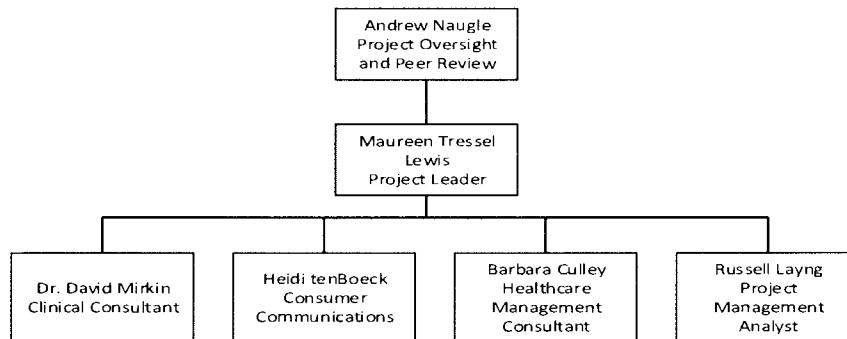 Andrew Naugle
Project Oversight
and Peer Review
Maureen Tressel
Lewis
Project Leader
Dr. David Mirkin
Clinical Consultant
Heidi tenBoeck
Consumer
Communications
Barbara Culley
Healthcare
Management
Consultant
Russell Layng
Project
Management
Analyst